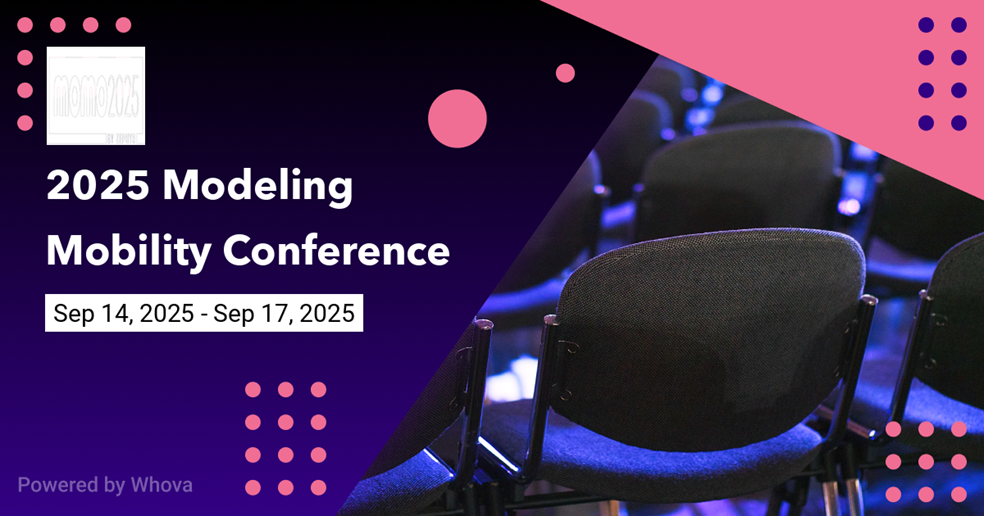 momo2025
2025 Modeling
Mobility Conference
Sep 14, 2025 - Sep 17, 2025
Powered by Whova